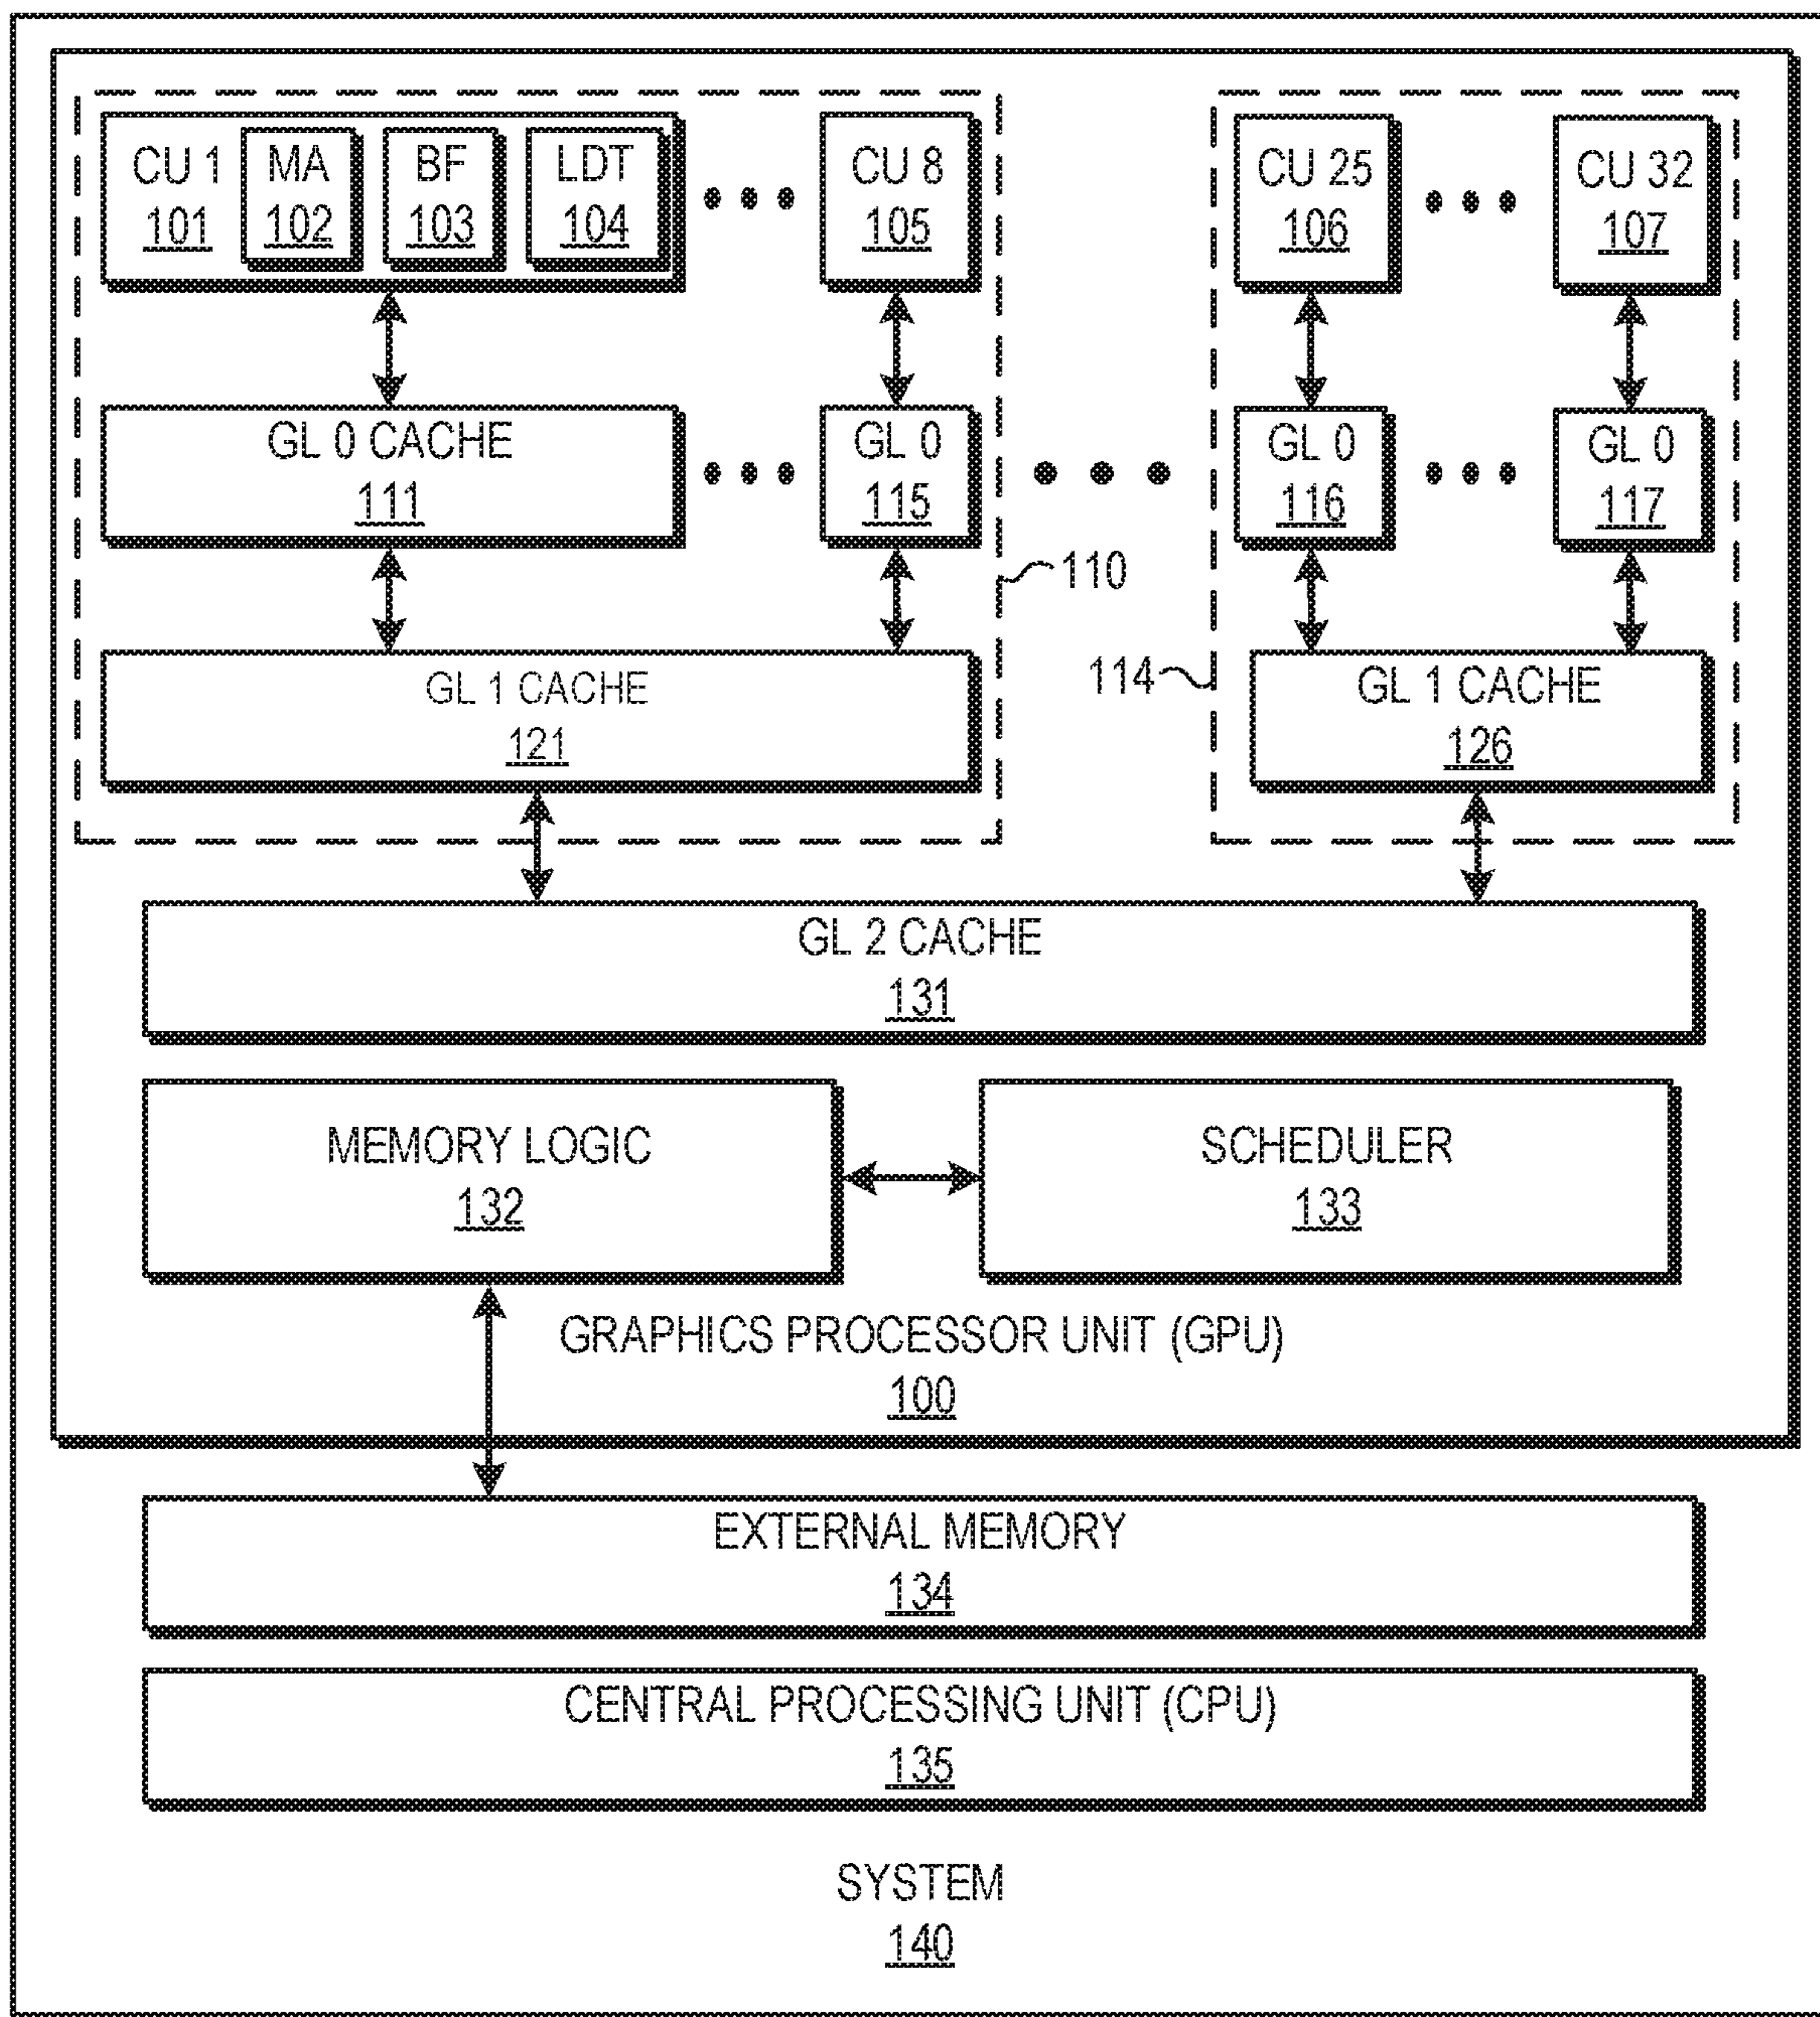 CU 1
101
MA
102
BF
103
LDT
104
CU 8
105
CU 25
106
CU 32
107
GL 0 CACHE
111
GL 0
115
GL 0
116
GL 0
117
110
114
GL 1 CACHE
121
GL 1 CACHE
126
GL 2 CACHE
131
MEMORY LOGIC
132
SCHEDULER
133
GRAPHICS PROCESSOR UNIT (GPU)
100
EXTERNAL MEMORY
134
CENTRAL PROCESSING UNIT (CPU)
135
SYSTEM
140